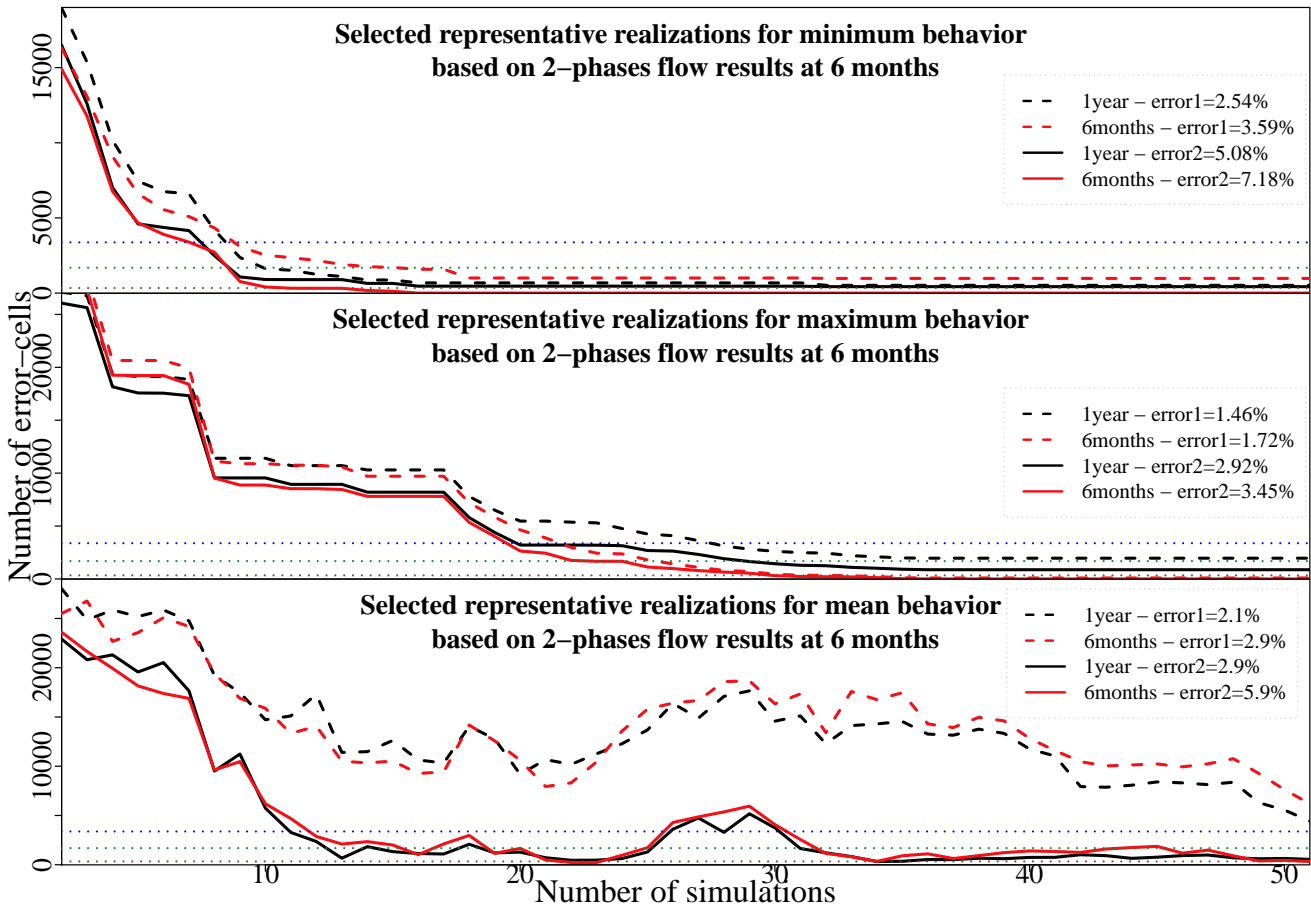 Selected representative realizations for minimum behavior
based on 2−phases flow results at 6 months
1year − error1=2.54%
6months − error1=3.59%
1year − error2=5.08%
6months − error2=7.18%
15000
5000
0
Selected representative realizations for maximum behavior
based on 2−phases flow results at 6 months
1year − error1=1.46%
6months − error1=1.72%
1year − error2=2.92%
6months − error2=3.45%
20000
10000
0
Number of error−cells
Selected representative realizations for mean behavior
based on 2−phases flow results at 6 months
1year − error1=2.1%
6months − error1=2.9%
1year − error2=2.9%
6months − error2=5.9%
20000
10000
0
10 20 30 40 50
Number of simulations